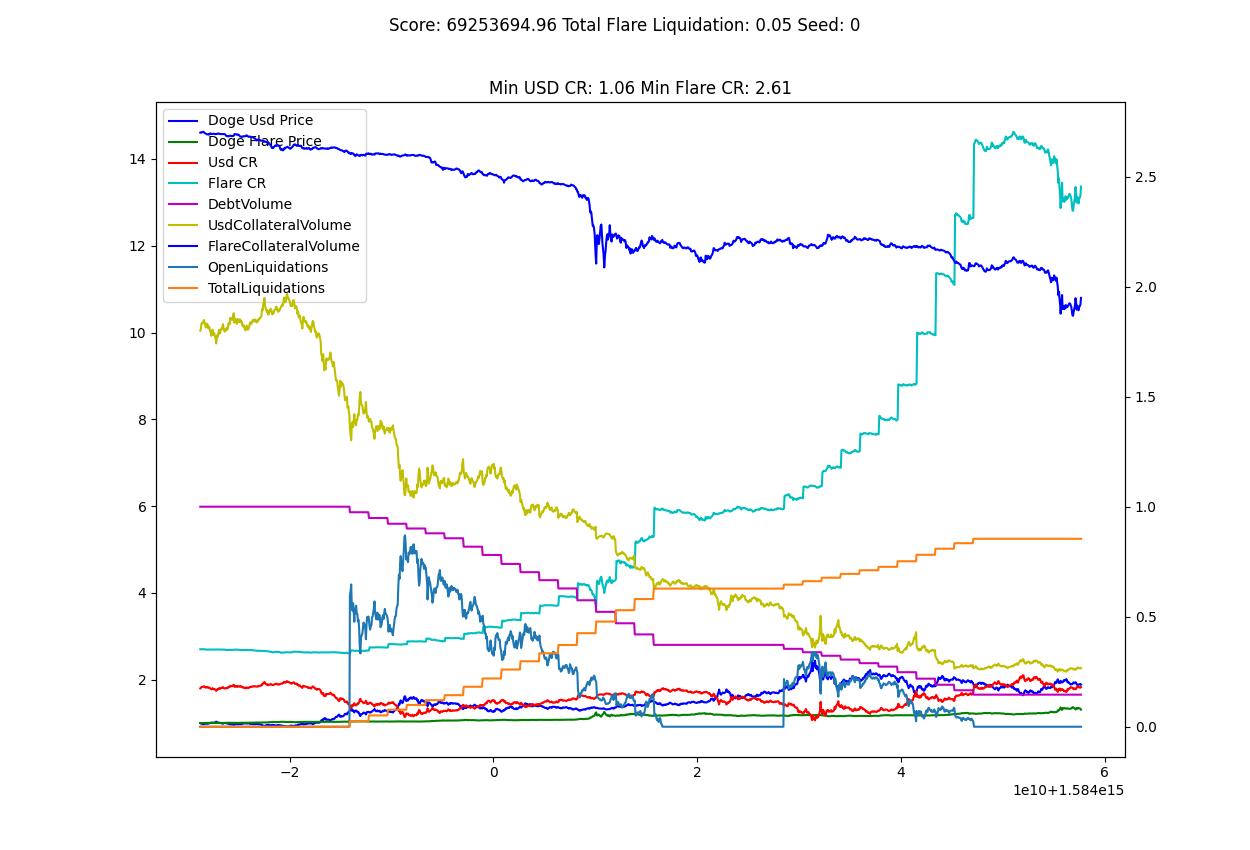 Score: 69253694.96 Total Flare Liquidation: 0.05 Seed: 0
Min USD CR: 1.06 Min Flare CR: 2.61
Doge Usd Price
Doge Flare Price
Usd CR
Flare CR
DebtVolume
UsdCollateralVolume
FlareCollateralVolume
OpenLiquidations
TotalLiquidations
14
12
10
8
6
4
2
2.5
2.0
1.5
1.0
0.5
0.0
−2
0
2
4
6
1e10+1.584e15